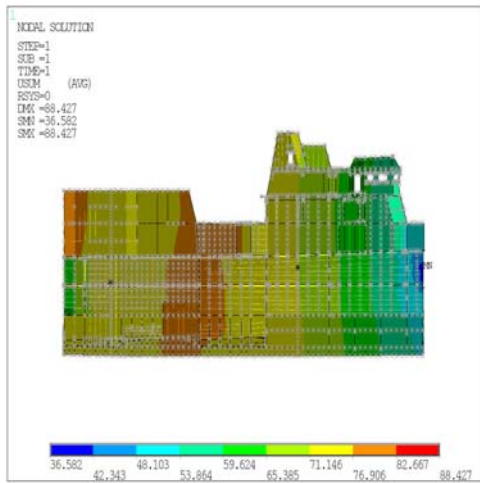 1
NODAL SOLUTION
STEP=1
SUB =1
TIME=1
USUM (AVG)
RSYS=0
DMX =88.427
SMN =36.582
SMX =88.427
MN
36.582 48.103 59.624 71.146 82.667
42.343 53.864 65.385 76.906 88.427